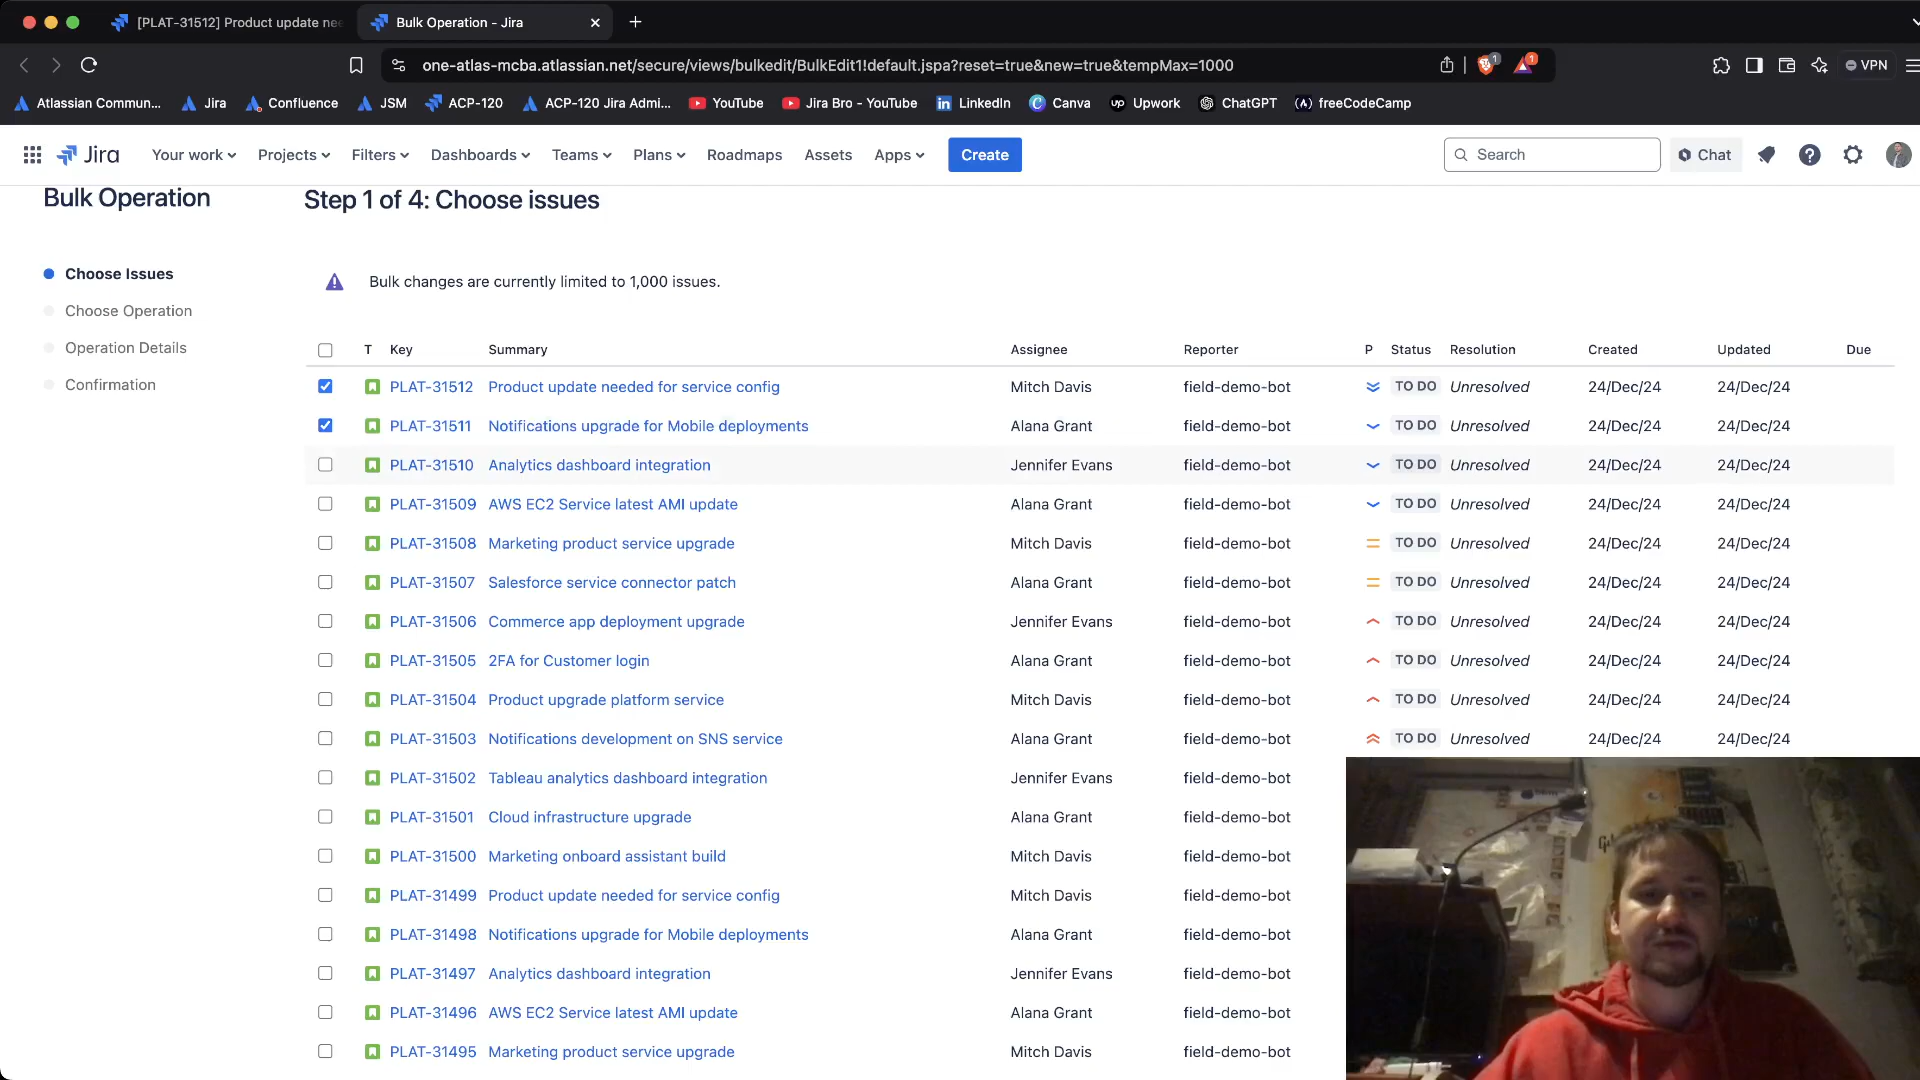 [PLAT-31512] Product update nee
Bulk Operation - Jira
one-atlas-mcba.atlassian.net/secure/views/bulkedit/BulkEdit1!default.jspa?reset=true&new=true&tempMax=1000
1
1
VPN
Atlassian Commun... Jira Confluence JSM ACP-120 ACP-120 Jira Admi... YouTube Jira Bro - YouTube LinkedIn Canva Upwork ChatGPT freeCodeCamp
Jira Your work Projects Filters Dashboards Teams Plans Roadmaps Assets Apps Create Search Chat
Bulk Operation
Choose Issues
Choose Operation
Operation Details
Confirmation
Step 1 of 4: Choose issues
Bulk changes are currently limited to 1,000 issues.
T Key Summary Assignee Reporter P Status Resolution Created Updated Due
PLAT-31512 Product update needed for service config Mitch Davis field-demo-bot TO DO Unresolved 24/Dec/24 24/Dec/24
PLAT-31511 Notifications upgrade for Mobile deployments Alana Grant field-demo-bot TO DO Unresolved 24/Dec/24 24/Dec/24
PLAT-31510 Analytics dashboard integration Jennifer Evans field-demo-bot TO DO Unresolved 24/Dec/24 24/Dec/24
PLAT-31509 AWS EC2 Service latest AMI update Alana Grant field-demo-bot TO DO Unresolved 24/Dec/24 24/Dec/24
PLAT-31508 Marketing product service upgrade Mitch Davis field-demo-bot TO DO Unresolved 24/Dec/24 24/Dec/24
PLAT-31507 Salesforce service connector patch Alana Grant field-demo-bot TO DO Unresolved 24/Dec/24 24/Dec/24
PLAT-31506 Commerce app deployment upgrade Jennifer Evans field-demo-bot TO DO Unresolved 24/Dec/24 24/Dec/24
PLAT-31505 2FA for Customer login Alana Grant field-demo-bot TO DO Unresolved 24/Dec/24 24/Dec/24
PLAT-31504 Product upgrade platform service Mitch Davis field-demo-bot TO DO Unresolved 24/Dec/24 24/Dec/24
PLAT-31503 Notifications development on SNS service Alana Grant field-demo-bot TO DO Unresolved 24/Dec/24 24/Dec/24
PLAT-31502 Tableau analytics dashboard integration Jennifer Evans field-demo-bot
PLAT-31501 Cloud infrastructure upgrade Alana Grant field-demo-bot
PLAT-31500 Marketing onboard assistant build Mitch Davis field-demo-bot
PLAT-31499 Product update needed for service config Mitch Davis field-demo-bot
PLAT-31498 Notifications upgrade for Mobile deployments Alana Grant field-demo-bot
PLAT-31497 Analytics dashboard integration Jennifer Evans field-demo-bot
PLAT-31496 AWS EC2 Service latest AMI update Alana Grant field-demo-bot
PLAT-31495 Marketing product service upgrade Mitch Davis field-demo-bot